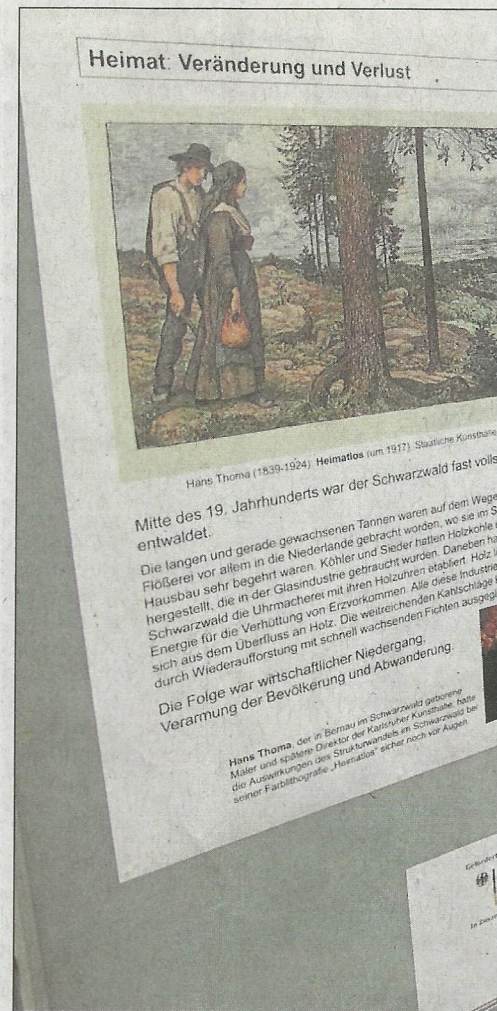 Heimat: Veränderung und Verlust
Hans Thoma (1839-1924) Heimatlos (um 1917) Staatliche Kunsthalle
Mitte des 19. Jahrhunderts war der Schwarzwald fast volls
entwaldet.
Die langen und gerade gewachsenen Tannen waren auf dem Wege
Flößerei vor allem in die Niederlande gebracht worden, wo sie im S
Hausbau sehr begehrt waren. Köhler und Sieder hatten Holzkohle
hergestellt, die in der Glasindustrie gebraucht wurden. Daneben ha
Schwarzwald die Uhrmacherei mit ihren Holzuhren etabliert. Holz
Energie für die Verhüttung von Erzvorkommen. Alle diese Industrie
sich aus dem Überfluss an Holz. Die weitreichenden Kahlschläge
durch Wiederaufforstung mit schnell wachsenden Fichten ausgegl
Die Folge war wirtschaftlicher Niedergang,
Verarmung der Bevölkerung und Abwanderung.
Hans Thoma, der in Bernau im Schwarzwald geborene
Maler und spätere Direktor der Karlsruher Kunsthalle, hatte
die Auswirkungen des Strukturwandels im Schwarzwald bei
seiner Farblithografie „Heimatlos" sicher noch vor Augen.
Gefördert